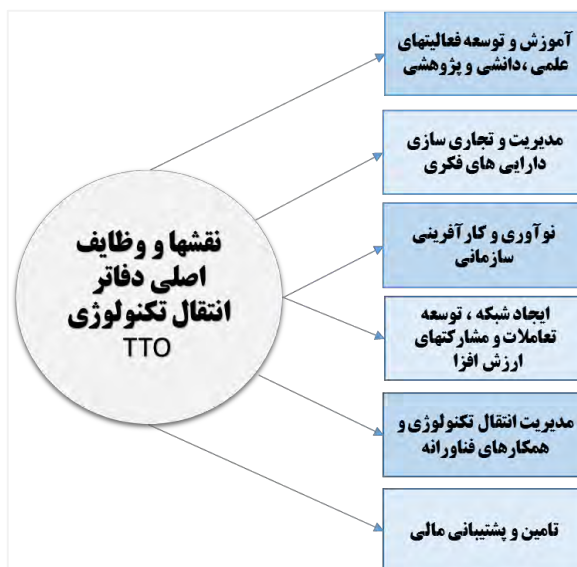 نقشها و وظایف
اصلی دفاتر
انتقال تکنولوژی
TTO
آموزش و توسعه فعالیتهای
علمی ،دانشی و پژوهشی
مدیریت و تجاری سازی
دارایی های فکری
نوآوری و کارآفرینی
سازمانی
ایجاد شبکه ، توسعه
تعاملات و مشارکتهای
ارزش افزا
مدیریت انتقال تکنولوژی و
همکارهای فناورانه
تامین و پشتیبانی مالی